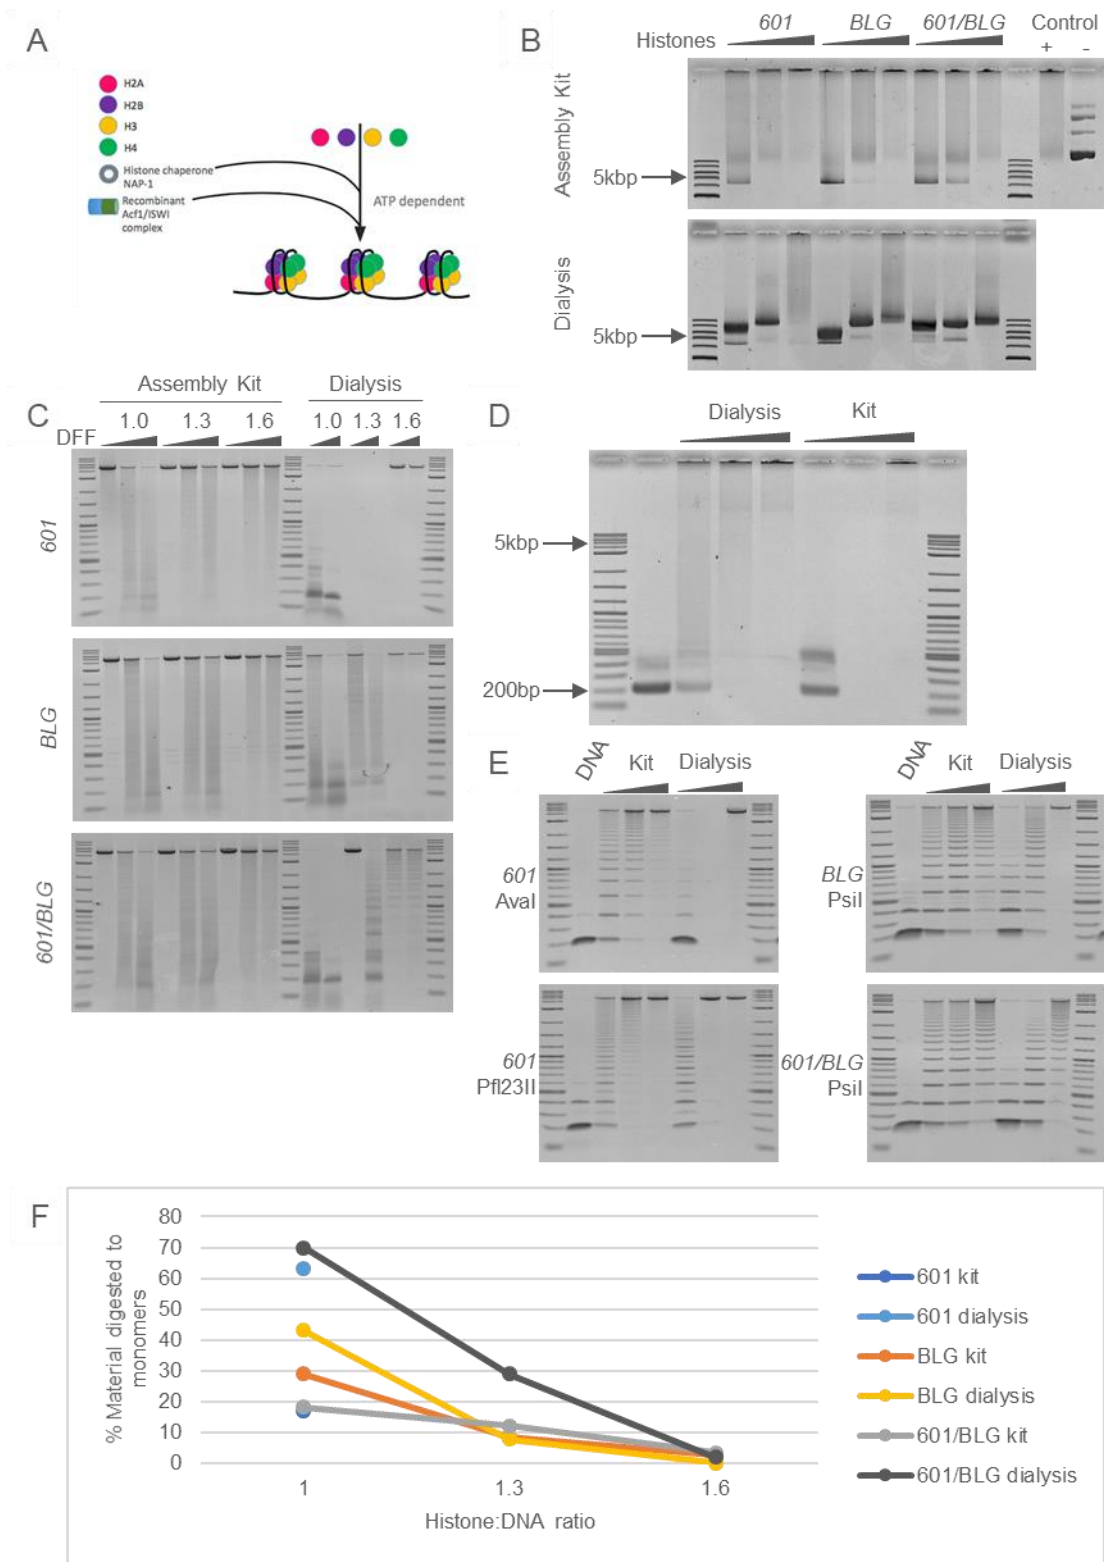 A
H2A
H2B
H3
H4
Histone chaperone
NAP-1
Recombinant
Acf1/ISWI
complex
ATP dependent
B
Histones
601
BLG
601/BLG
Control
+
-
Assembly Kit
5kbp
Dialysis
5kbp
C
Assembly Kit
Dialysis
1.0
1.3
1.6
1.0
1.3
1.6
DFF
601
BLG
601/BLG
D
Dialysis
Kit
5kbp
200bp
E
DNA
Kit
Dialysis
601
AvaI
601
Pfl23II
DNA
Kit
Dialysis
BLG
PsiI
601/BLG
PsiI
F
% Material digested to
monomers
80
70
60
50
40
30
20
10
0
1
1.3
1.6
Histone:DNA ratio
601 kit
601 dialysis
BLG kit
BLG dialysis
601/BLG kit
601/BLG dialysis